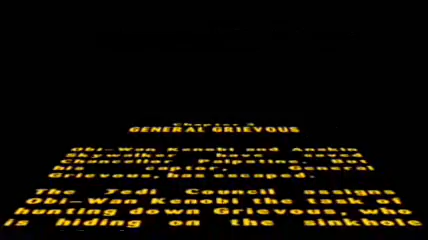 Chapter 3
GENERAL GRIEVOUS
Obi-Wan Kenobi and Anakin
Skywalker have saved
Chancellor Palpatine. But
his captor, General
Grievous, has escaped.
The Jedi Council assigns
Obi-Wan Kenobi the task of
hunting down Grievous, who
is hiding on the sinkhole